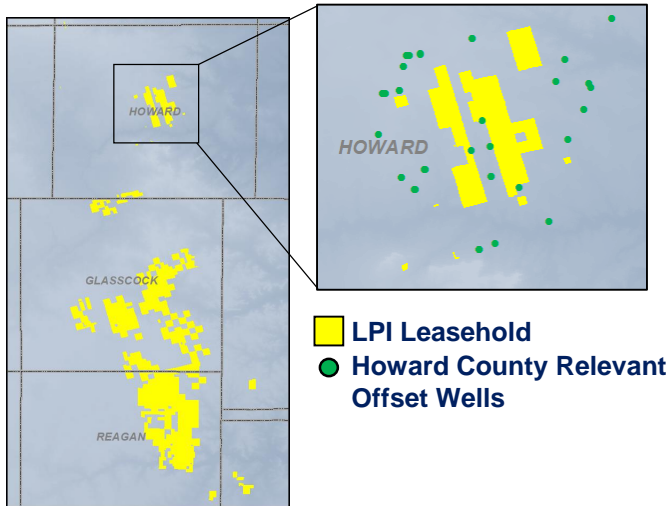 HOWARD
HOWARD
GLASSCOCK
REAGAN
LPI Leasehold
Howard County Relevant
Offset Wells